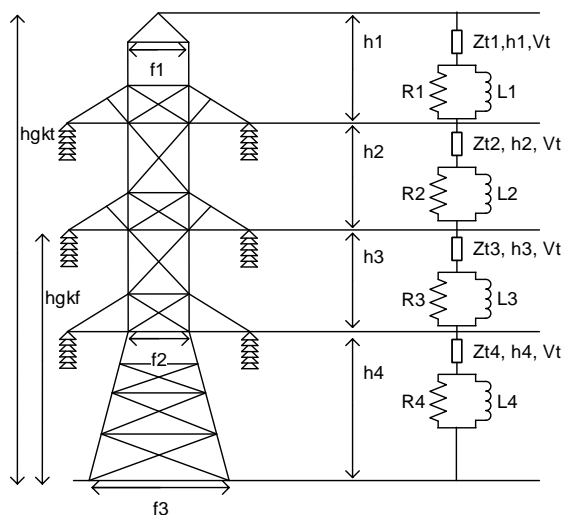 h1
Zt1,h1,Vt
f1
R1
L1
hgkt
h2
Zt2, h2, Vt
R2
L2
hgkf
h3
Zt3, h3, Vt
R3
L3
f2
h4
Zt4, h4, Vt
R4
L4
f3